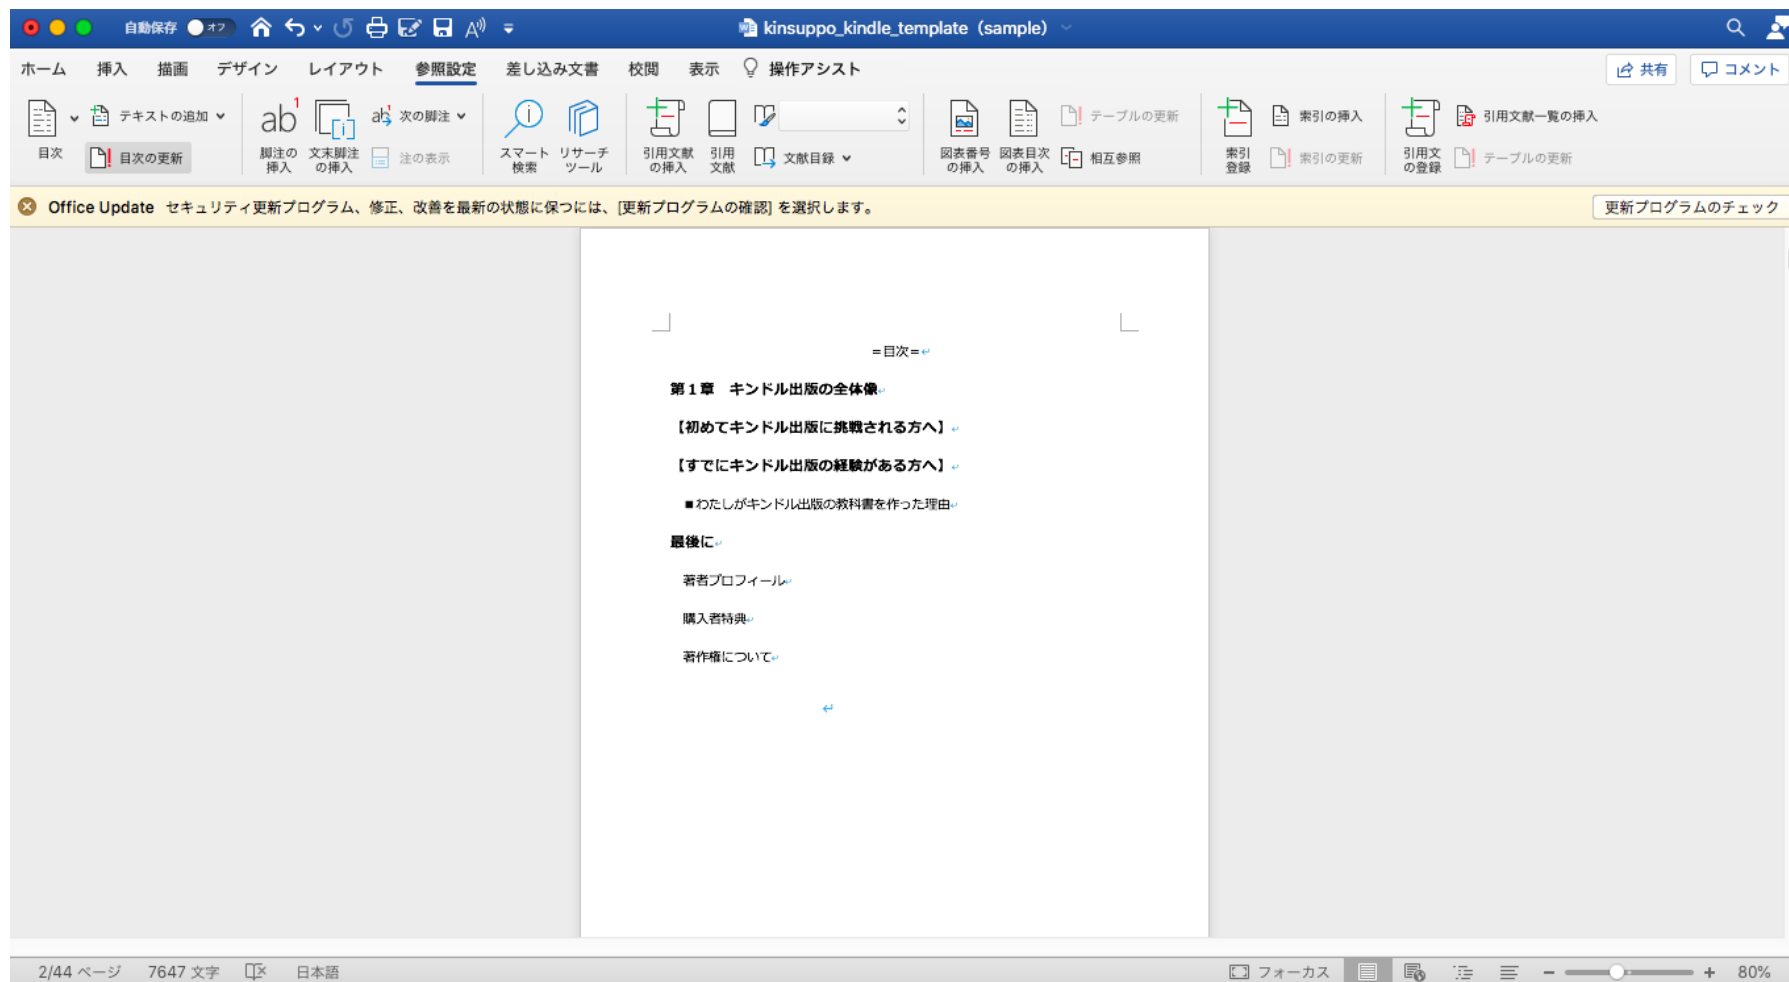 自動保存 オフ kinsuppo_kindle_template（sample）
ホーム 挿入 描画 デザイン レイアウト 参照設定 差し込み文書 校閲 表示 操作アシスト 共有 コメント
目次
テキストの追加
目次の更新
ab1
脚注の挿入
文末脚注の挿入
次の脚注
注の表示
スマート検索
リサーチツール
引用文献の挿入
引用文献
文献目録
図表番号の挿入
図表目次の挿入
テーブルの更新
相互参照
索引登録
索引の挿入
索引の更新
引用文の登録
引用文献一覧の挿入
テーブルの更新
Office Update セキュリティ更新プログラム、修正、改善を最新の状態に保つには、[更新プログラムの確認] を選択します。 更新プログラムのチェック
＝目次＝
第１章　キンドル出版の全体像
【初めてキンドル出版に挑戦される方へ】
【すでにキンドル出版の経験がある方へ】
■わたしがキンドル出版の教科書を作った理由
最後に
著者プロフィール
購入者特典
著作権について
2/44 ページ 7647 文字 日本語 フォーカス 80%